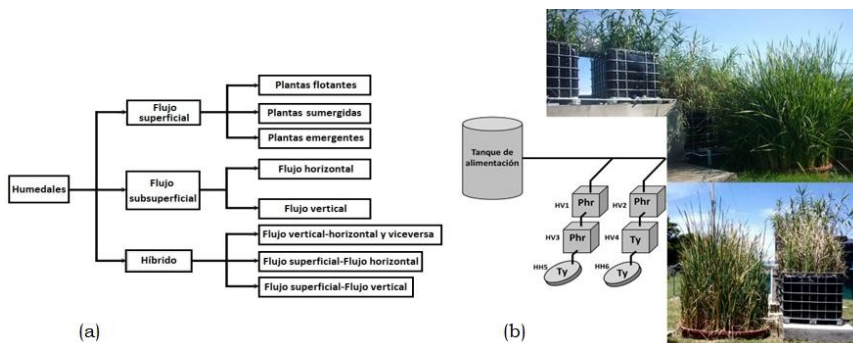 Humedales
Flujo
superficial
Plantas flotantes
Plantas sumergidas
Plantas emergentes
Flujo
subsuperficial
Flujo horizontal
Flujo vertical
Híbrido
Flujo vertical-horizontal y viceversa
Flujo superficial-Flujo horizontal
Flujo superficial-Flujo vertical
(a)
Tanque de
alimentación
HV1
Phr
HV2
Phr
HV3
Phr
HV4
Ty
HH5
Ty
HH6
Ty
(b)